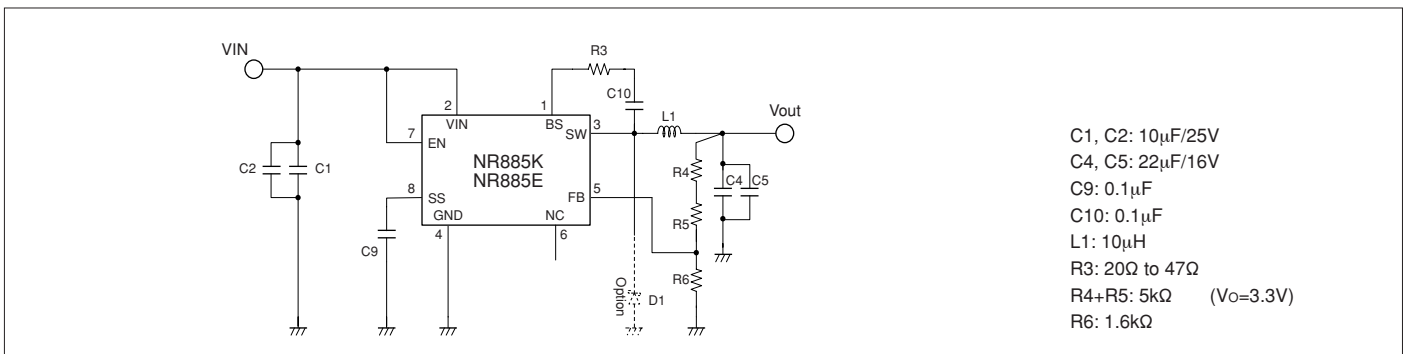 VIN
R3
C10
L1
Vout
2
1
VIN
BS
3
SW
7
EN
NR885K
NR885E
C2
C1
R4
C4
C5
8
SS
5
FB
R5
GND
NC
4
6
C9
R6
Option
D1
C1, C2: 10μF/25V
C4, C5: 22μF/16V
C9: 0.1μF
C10: 0.1μF
L1: 10μH
R3: 20Ω to 47Ω
R4+R5: 5kΩ (VO=3.3V)
R6: 1.6kΩ